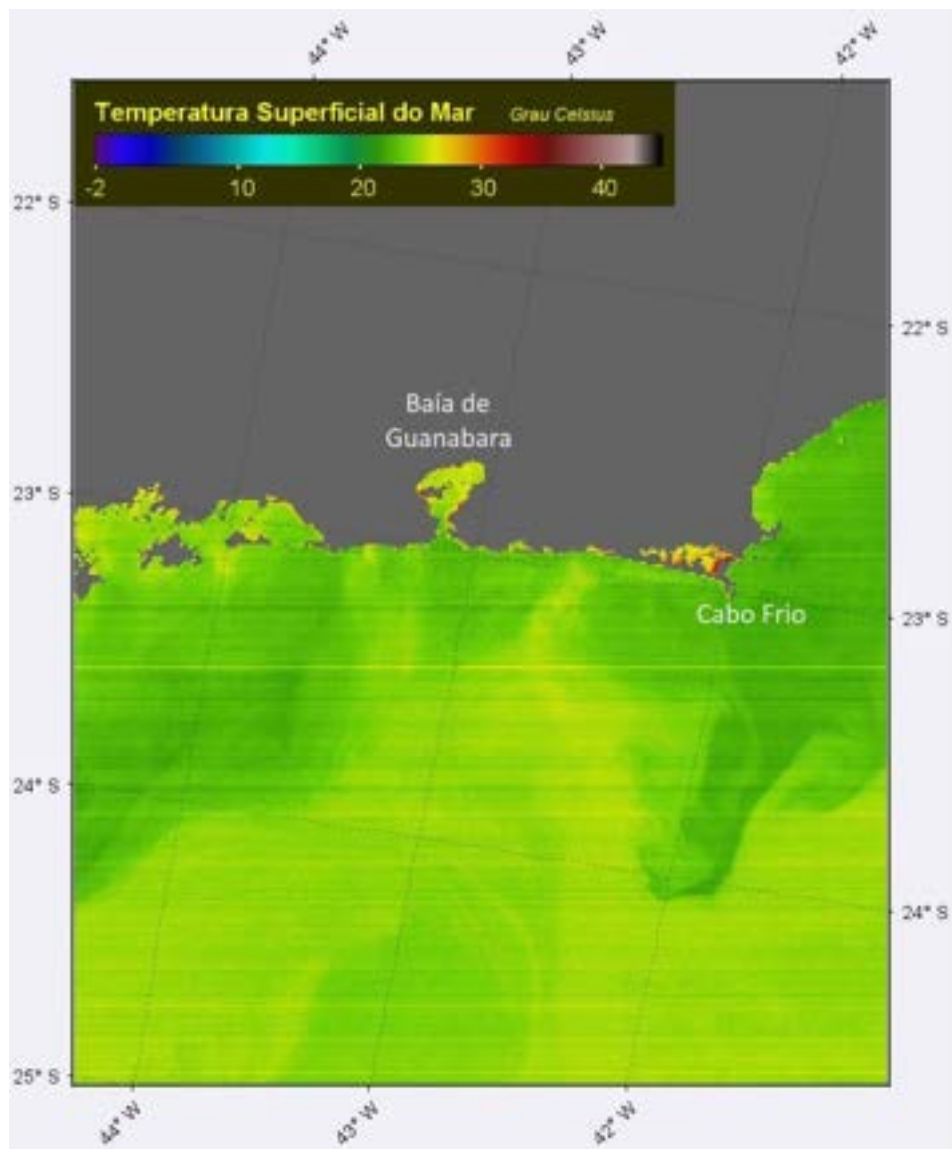 44° W
43° W
42° W
Temperatura Superficial do Mar Grau Celsius
-2 10 20 30 40
22° S
22° S
Baía de
Guanabara
23° S
Cabo Frio
23° S
24° S
24° S
25° S
44° W
43° W
42° W